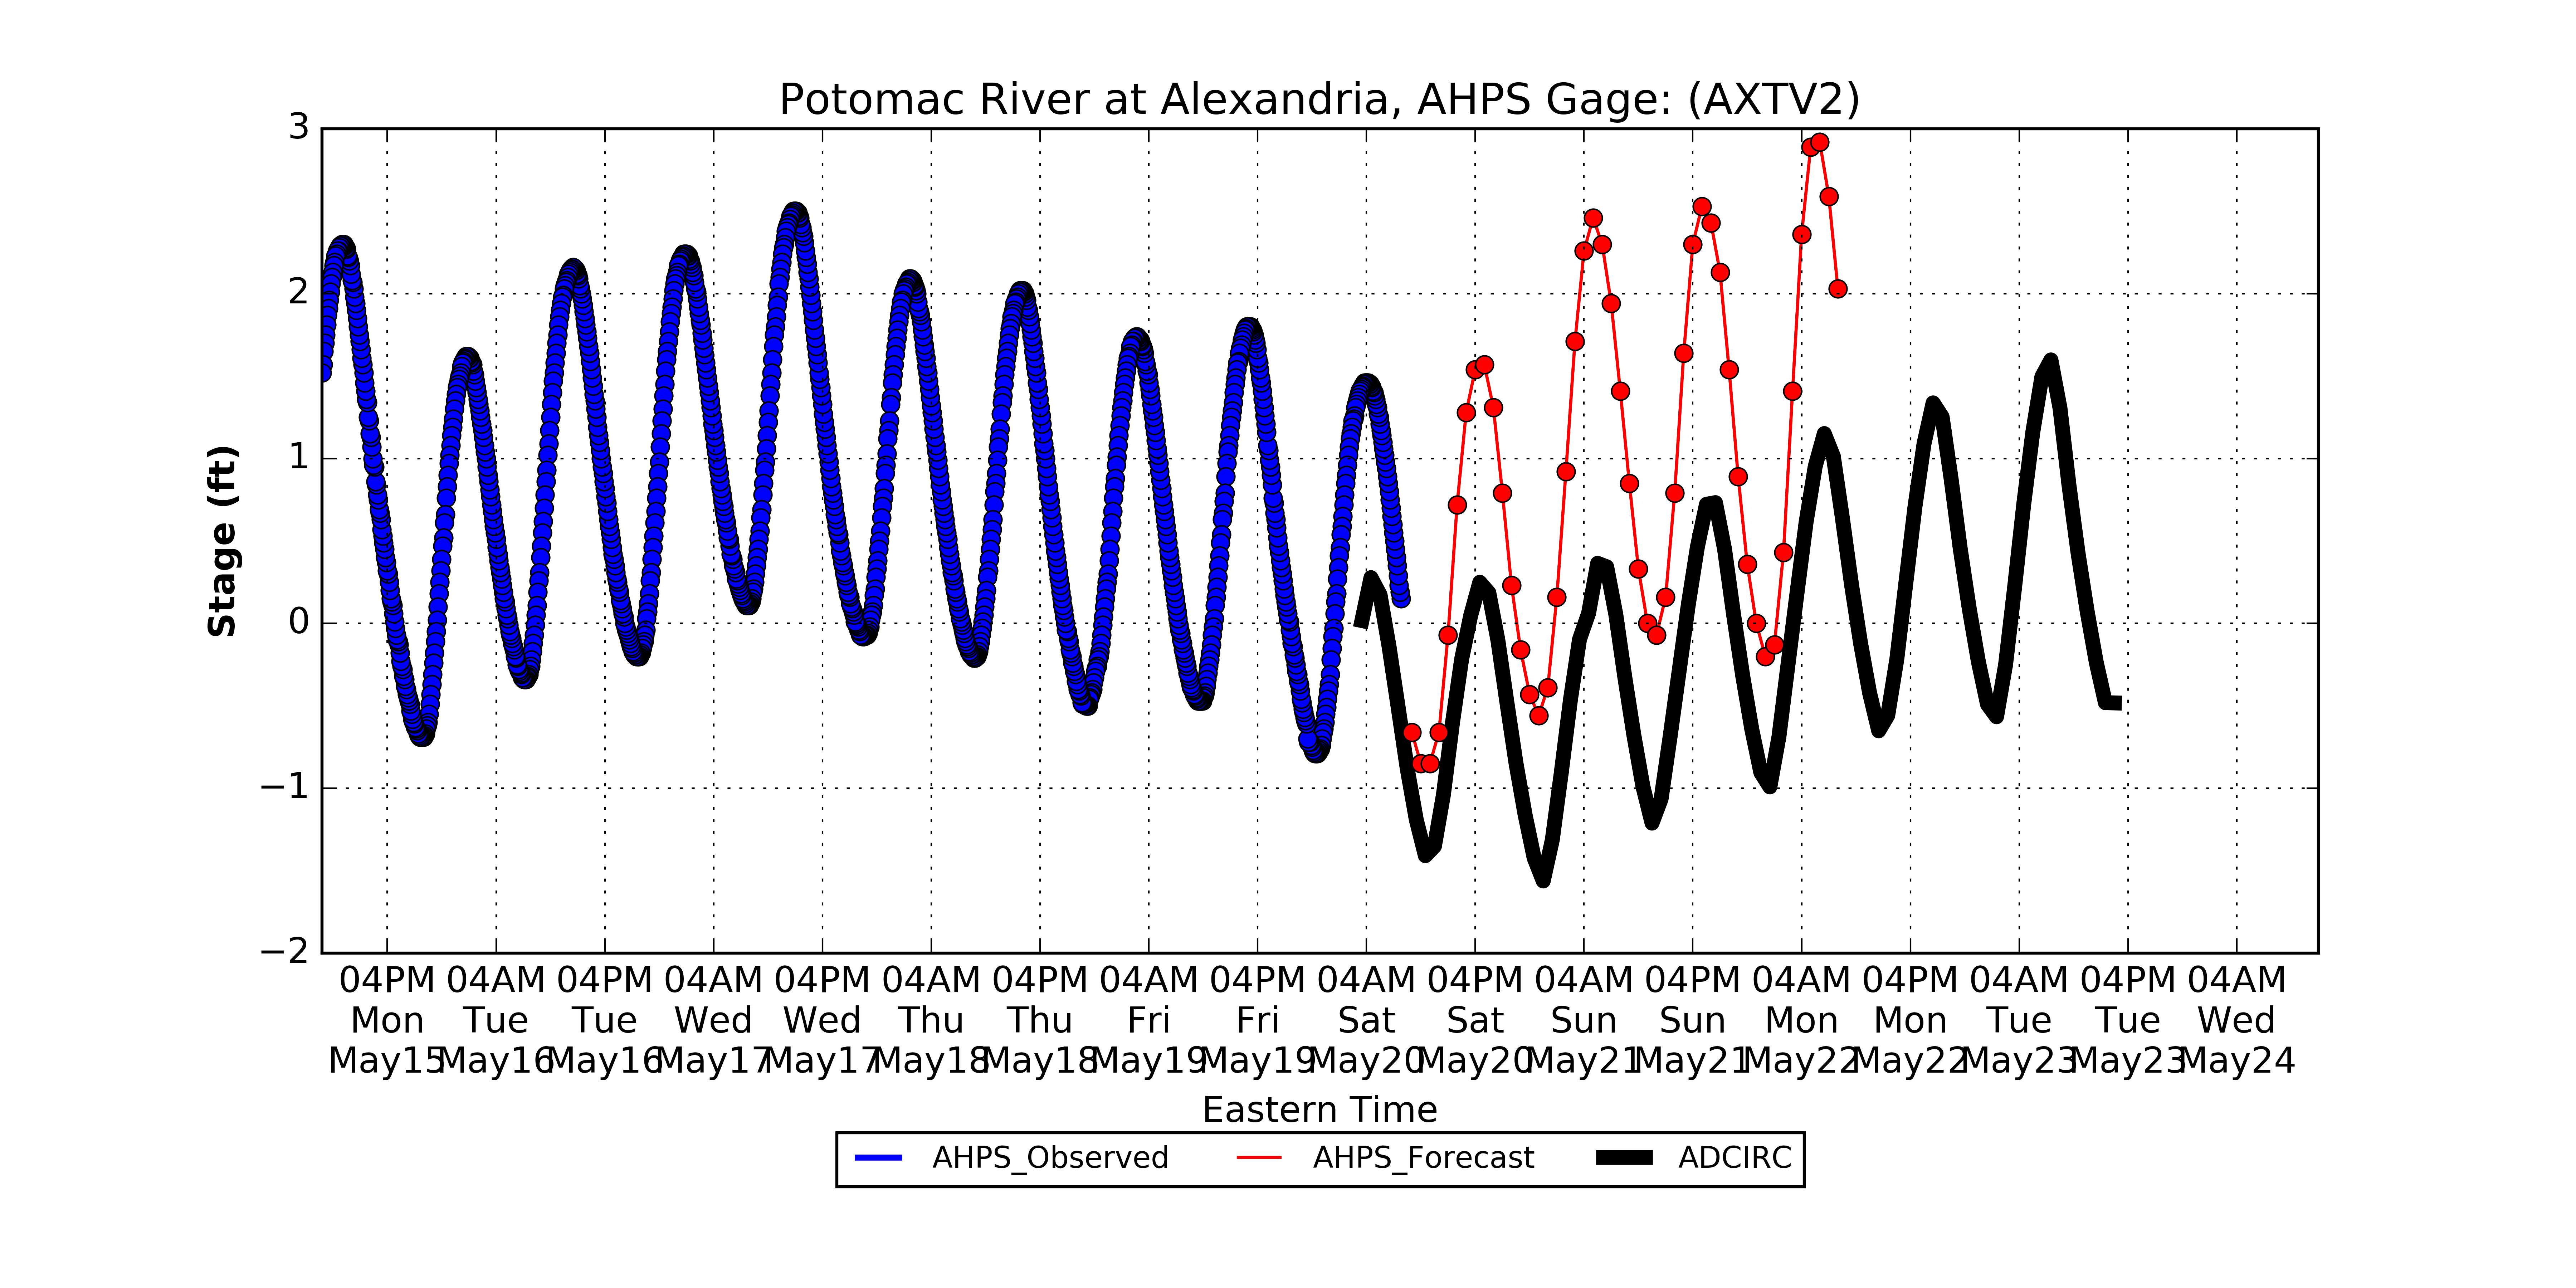 Potomac River at Alexandria, AHPS Gage: (AXTV2)
3
2
1
0
−1
−2
Stage (ft)
04PM 04AM 04PM 04AM 04PM 04AM 04PM 04AM 04PM 04AM 04PM 04AM 04PM 04AM 04PM 04AM 04PM 04AM
Mon Tue Tue Wed Wed Thu Thu Fri Fri Sat Sat Sun Sun Mon Mon Tue Tue Wed
May15 May16 May16 May17 May17 May18 May18 May19 May19 May20 May20 May21 May21 May22 May22 May23 May23 May24
Eastern Time
AHPS_Observed AHPS_Forecast ADCIRC